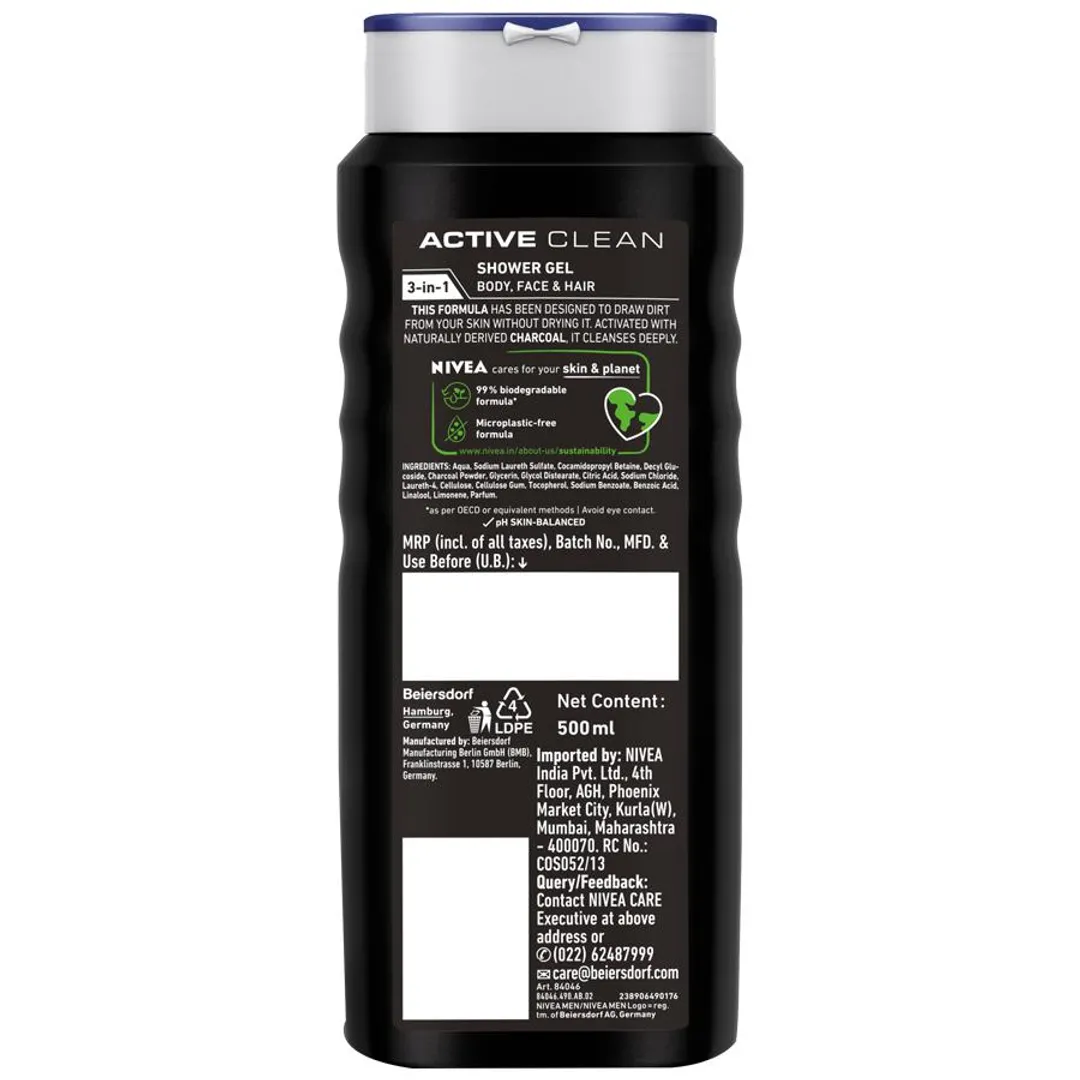 ACTIVE CLEAN
SHOWER GEL
3-in-1 BODY, FACE & HAIR
THIS FORMULA HAS BEEN DESIGNED TO DRAW DIRT
FROM YOUR SKIN WITHOUT DRYING IT. ACTIVATED WITH
NATURALLY DERIVED CHARCOAL, IT CLEANSES DEEPLY.
NIVEA cares for your skin & planet
99% biodegradable
formula*
Microplastic-free
formula
www.nivea.in/about-us/sustainability
INGREDIENTS: Aqua, Sodium Laureth Sulfate, Cocamidopropyl Betaine, Decyl Glu-
coside, Charcoal Powder, Glycerin, Glycol Distearate, Citric Acid, Sodium Chloride,
Laureth-4, Cellulose, Cellulose Gum, Tocopherol, Sodium Benzoate, Benzoic Acid,
Linalool, Limonene, Parfum.
*as per OECD or equivalent methods | Avoid eye contact.
✓ pH SKIN-BALANCED
MRP (incl. of all taxes), Batch No., MFD. &
Use Before (U.B.): ↓
Beiersdorf
Hamburg,
Germany
4
LDPE
Manufactured by: Beiersdorf
Manufacturing Berlin GmbH (BMB),
Franklinstrasse 1, 10587 Berlin,
Germany.
Net Content:
500 ml
Imported by: NIVEA
India Pvt. Ltd., 4th
Floor, AGH, Phoenix
Market City, Kurla(W),
Mumbai, Maharashtra
- 400070. RC No.:
COS052/13
Query/Feedback:
Contact NIVEA CARE
Executive at above
address or
✆(022) 62487999
✉care@beiersdorf.com
Art. 84046
84046.490.AB.02 238906490176
NIVEA MEN/NIVEA MEN Logo = reg.
tm. of Beiersdorf AG, Germany